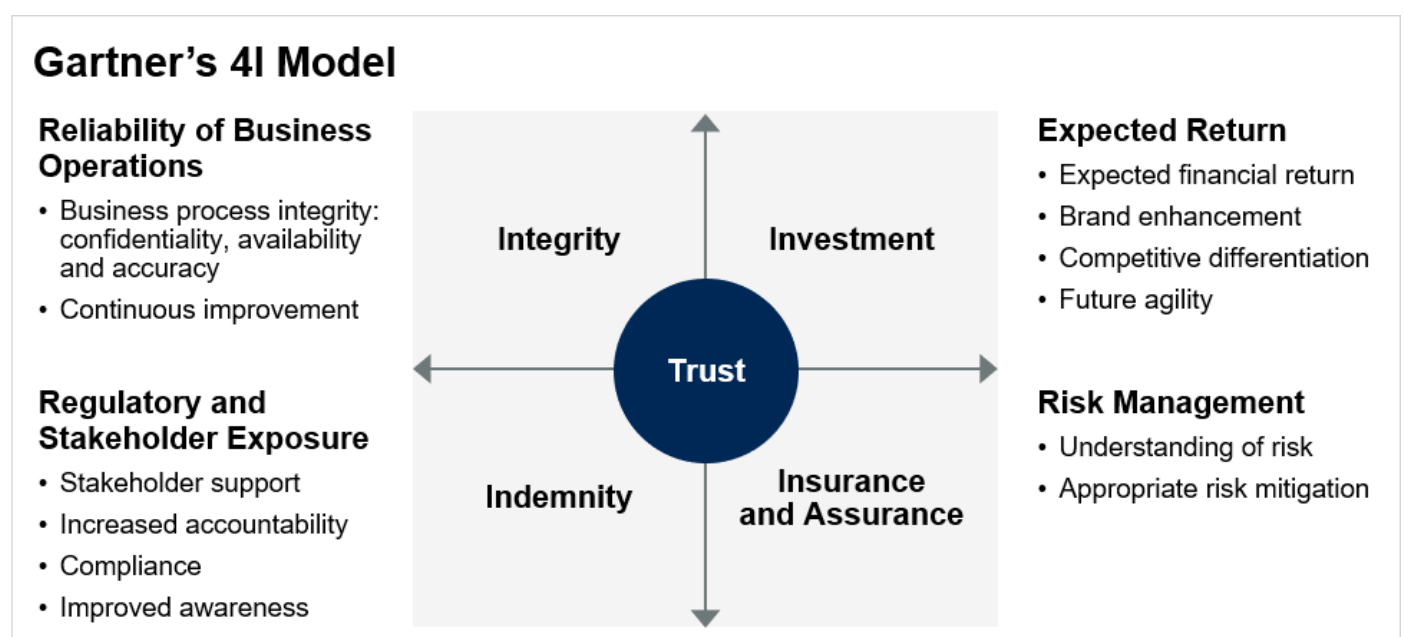 Gartner’s 4I Model
Reliability of Business
Operations
• Business process integrity:
confidentiality, availability
and accuracy
• Continuous improvement
Regulatory and
Stakeholder Exposure
• Stakeholder support
• Increased accountability
• Compliance
• Improved awareness
Integrity
Investment
Trust
Indemnity
Insurance
and Assurance
Expected Return
• Expected financial return
• Brand enhancement
• Competitive differentiation
• Future agility
Risk Management
• Understanding of risk
• Appropriate risk mitigation